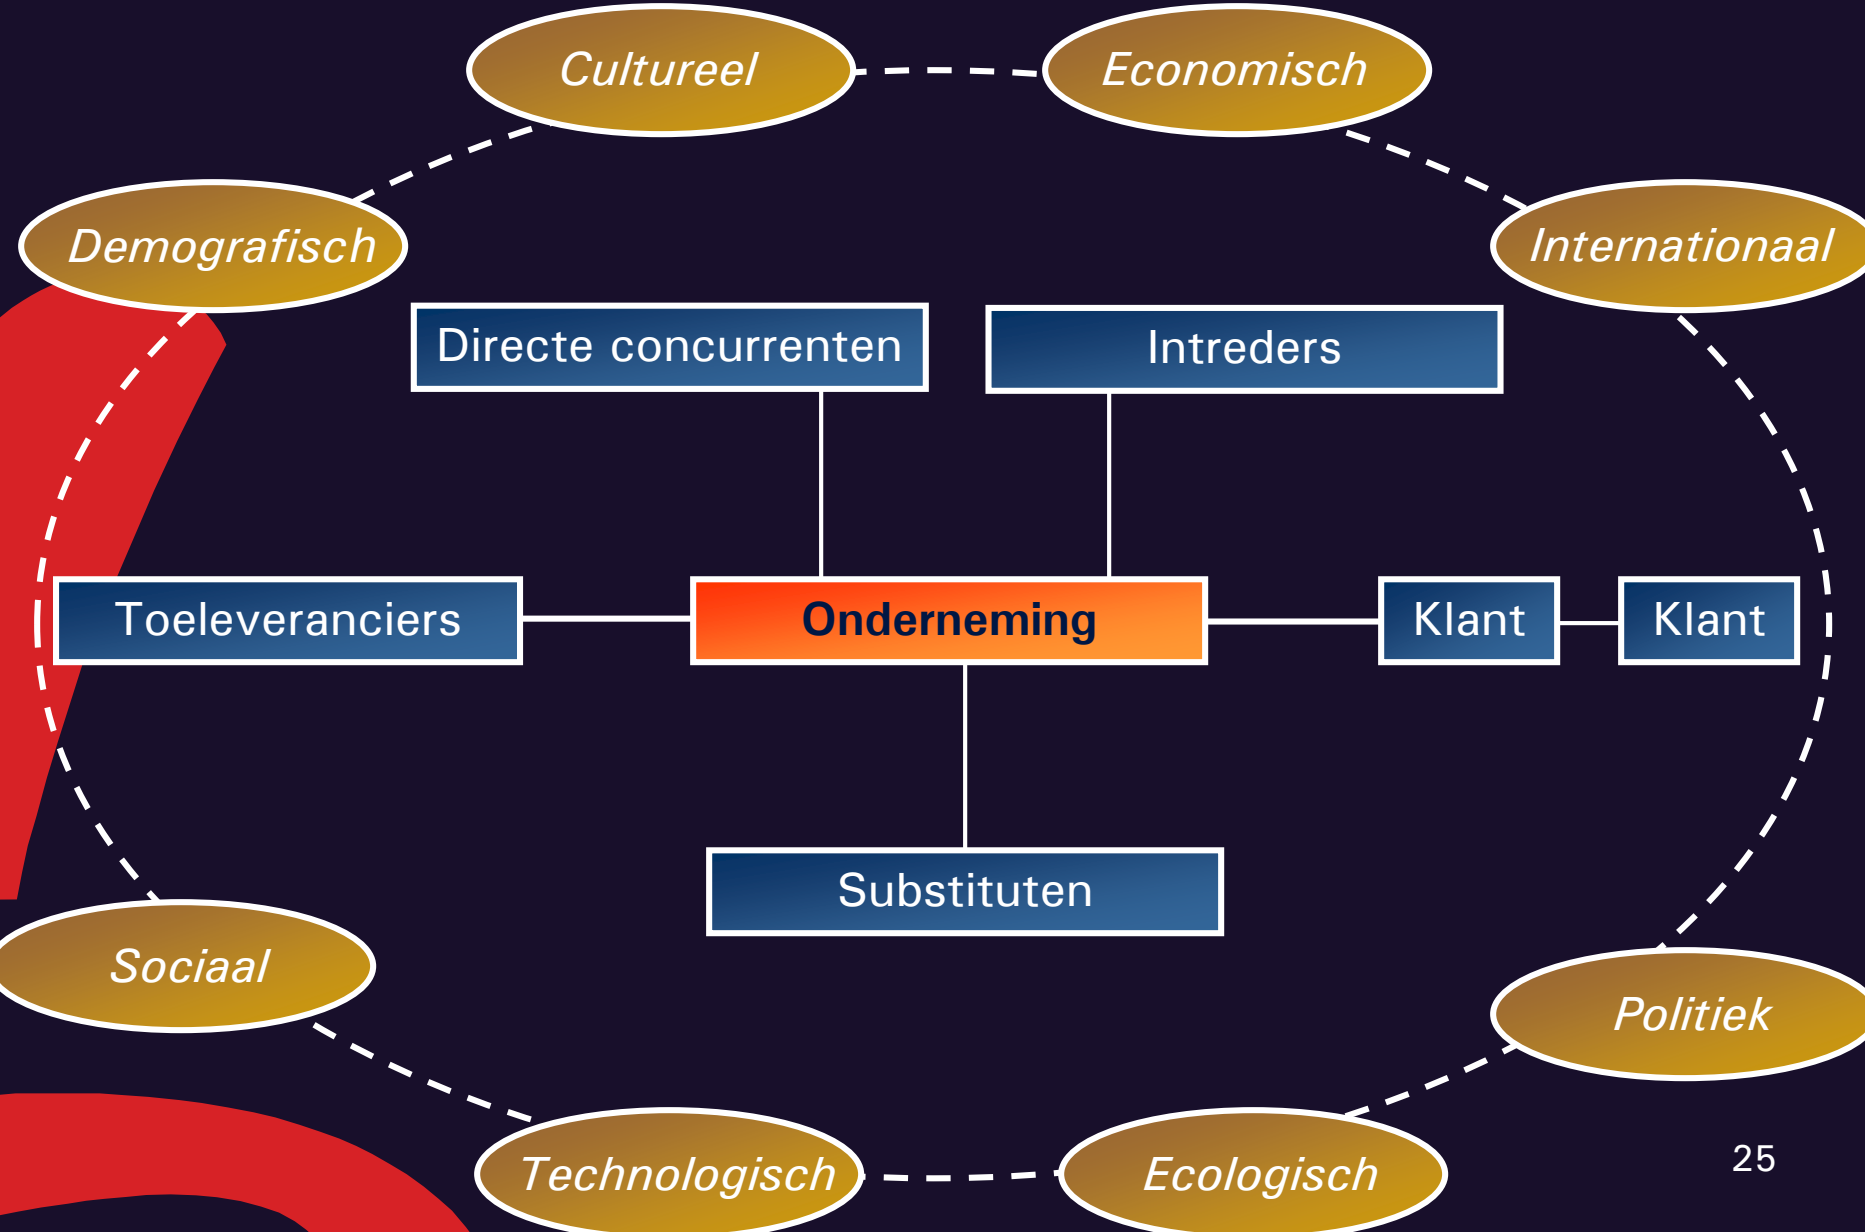 Cultureel
Economisch
Demografisch
Internationaal
Directe concurrenten
Intreders
Toeleveranciers
Onderneming
Klant
Klant
Substituten
Sociaal
Politiek
Technologisch
Ecologisch
25